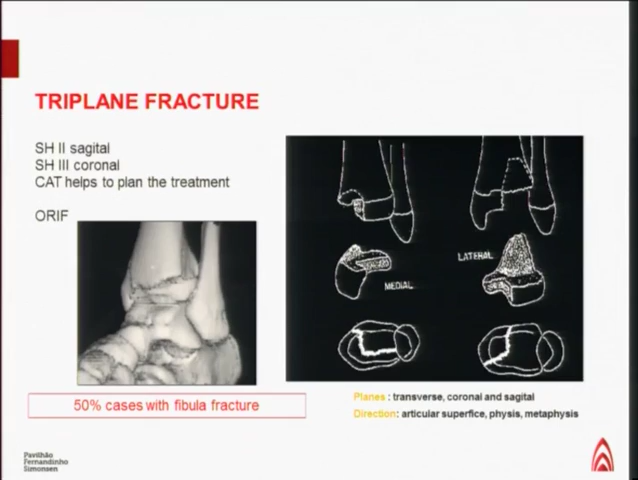 TRIPLANE FRACTURE
SH II sagital
SH III coronal
CAT helps to plan the treatment
ORIF
LATERAL
MEDIAL
50% cases with fibula fracture
Planes : transverse, coronal and sagital
Direction: articular superfice, physis, metaphysis
Pavilhão
Fernandinho
Simonsen